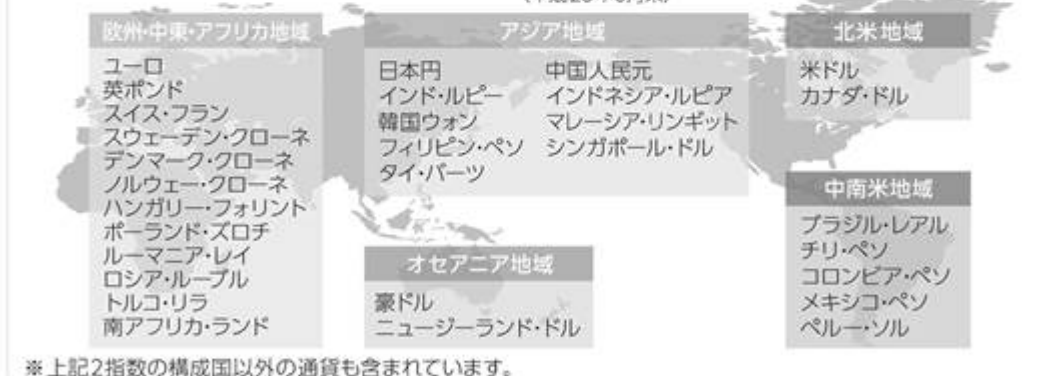 欧州・中東・アフリカ地域
ユーロ
英ポンド
スイス・フラン
スウェーデン・クローネ
デンマーク・クローネ
ノルウェー・クローネ
ハンガリー・フォリント
ポーランド・ズロチ
ルーマニア・レイ
ロシア・ルーブル
トルコ・リラ
南アフリカ・ランド
アジア地域
日本円 中国人民元
インド・ルピー インドネシア・ルピア
韓国ウォン マレーシア・リンギット
フィリピン・ペソ シンガポール・ドル
タイ・バーツ
オセアニア地域
豪ドル
ニュージーランド・ドル
北米地域
米ドル
カナダ・ドル
中南米地域
ブラジル・レアル
チリ・ペソ
コロンビア・ペソ
メキシコ・ペソ
ペルー・ソル
※上記2指数の構成国以外の通貨も含まれています。